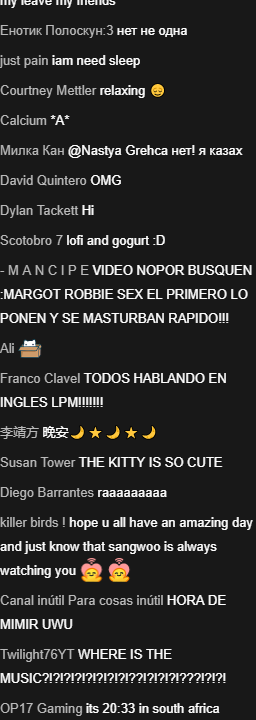 my leave my friends
Енотик Полоскун:3 нет не одна
just pain iam need sleep
Courtney Mettler relaxing 😌
Calcium *A*
Милка Кан @Nastya Grehca нет! я казах
David Quintero OMG
Dylan Tackett Hi
Scotobro 7 lofi and gogurt :D
- M A N C I P E VIDEO NOPOR BUSQUEN
:MARGOT ROBBIE SEX EL PRIMERO LO
PONEN Y SE MASTURBAN RAPIDO!!!
Ali
Franco Clavel TODOS HABLANDO EN
INGLES LPM!!!!!!!
李靖方 晚安🌙⭐🌙⭐🌙
Susan Tower THE KITTY IS SO CUTE
Diego Barrantes raaaaaaaaa
killer birds ! hope u all have an amazing day
and just know that sangwoo is always
watching you
Canal inútil Para cosas inútil HORA DE
MIMIR UWU
Twilight76YT WHERE IS THE
MUSIC?!?!?!?!?!?!?!?!??!?!?!?!???!?!?!
OP17 Gaming its 20:33 in south africa